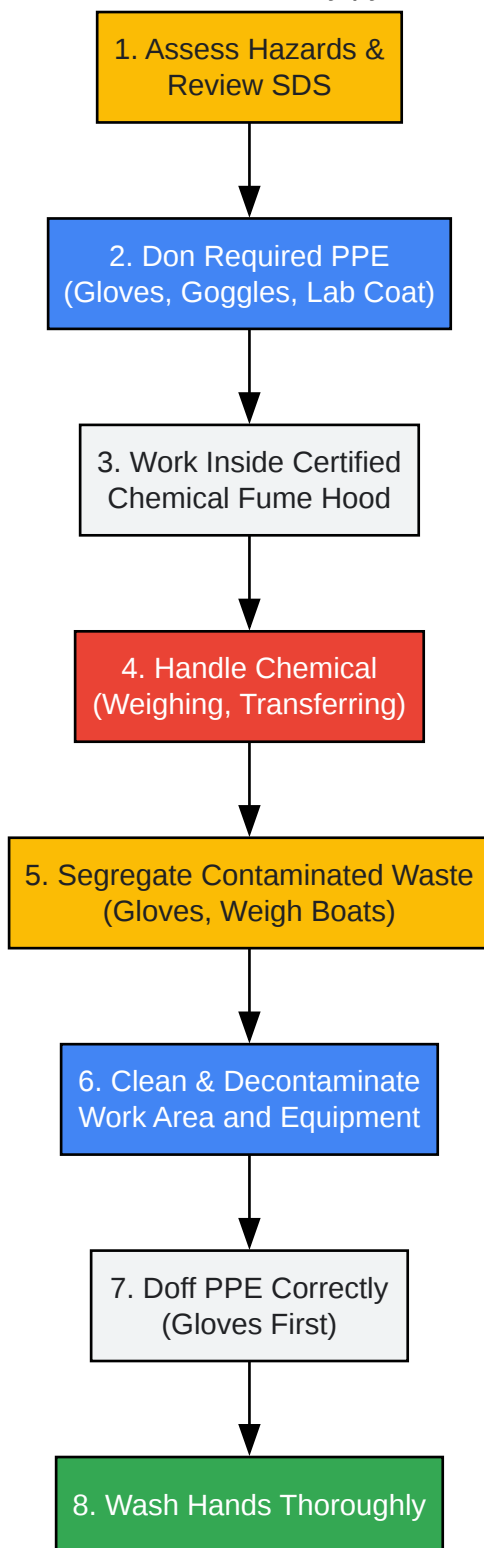 1. Assess Hazards &
Review SDS
2. Don Required PPE
(Gloves, Goggles, Lab Coat)
3. Work Inside Certified
Chemical Fume Hood
4. Handle Chemical
(Weighing, Transferring)
5. Segregate Contaminated Waste
(Gloves, Weigh Boats)
6. Clean & Decontaminate
Work Area and Equipment
7. Doff PPE Correctly
(Gloves First)
8. Wash Hands Thoroughly